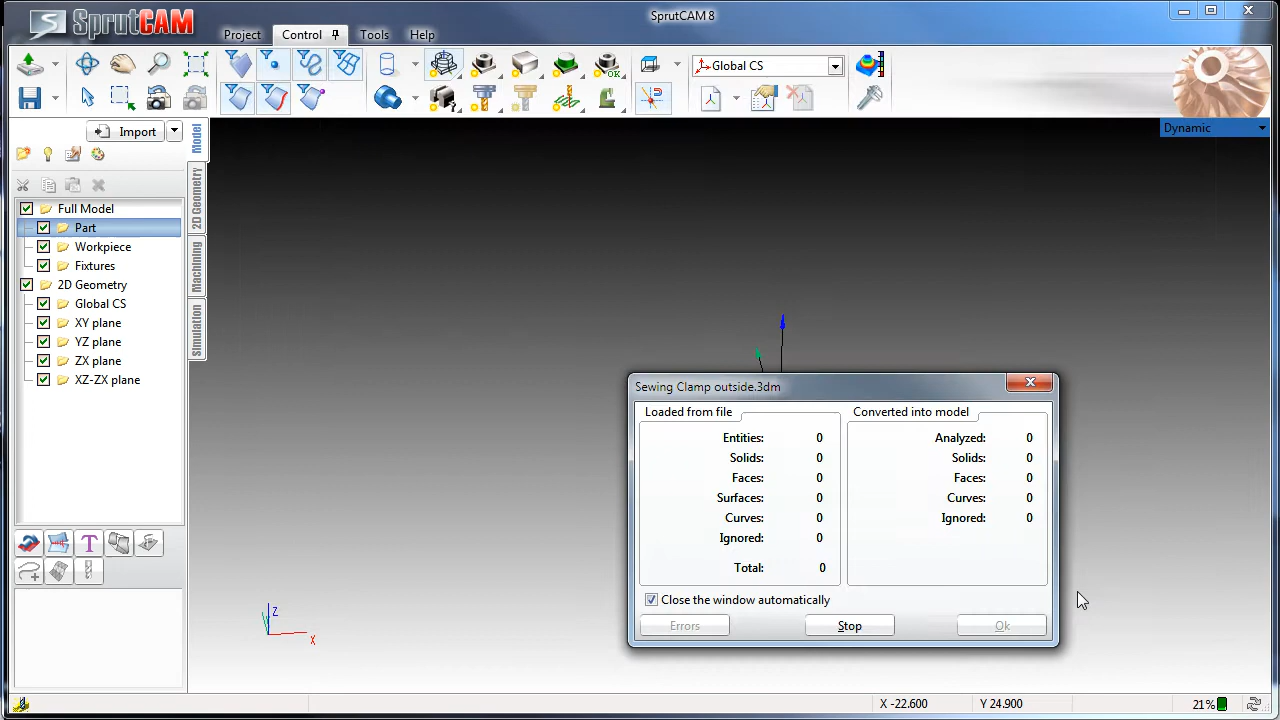 SprutCAM
SprutCAM 8
Project
Control
Tools
Help
OK
Global CS
Import
Dynamic
Model
2D Geometry
Machining
Simulation
Full Model
Part
Workpiece
Fixtures
2D Geometry
Global CS
XY plane
YZ plane
ZX plane
XZ-ZX plane
T
Z
X
Sewing Clamp outside.3dm
Loaded from file
Entities: 0
Solids: 0
Faces: 0
Surfaces: 0
Curves: 0
Ignored: 0
Total: 0
Converted into model
Analyzed: 0
Solids: 0
Faces: 0
Curves: 0
Ignored: 0
Close the window automatically
Errors
Stop
Ok
X -22.600
Y 24.900
21%